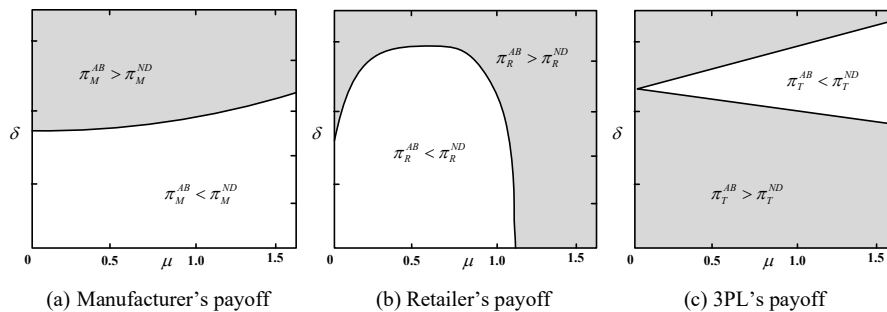 π_M^{AB} > π_M^{ND}
δ
π_M^{AB} < π_M^{ND}
0 0.5 μ 1.0 1.5
(a) Manufacturer's payoff
π_R^{AB} > π_R^{ND}
δ
π_R^{AB} < π_R^{ND}
0 0.5 μ 1.0 1.5
(b) Retailer's payoff
π_T^{AB} < π_T^{ND}
δ
π_T^{AB} > π_T^{ND}
0 0.5 μ 1.0 1.5
(c) 3PL's payoff